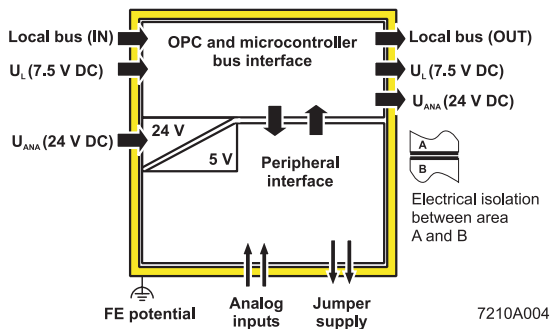 Local bus (IN)
OPC and microcontroller
bus interface
Local bus (OUT)
UL (7.5 V DC)
UL (7.5 V DC)
UANA (24 V DC)
UANA (24 V DC)
24 V
5 V
Peripheral
interface
A
B
Electrical isolation
between area
A and B
FE potential
Analog
inputs
Jumper
supply
7210A004